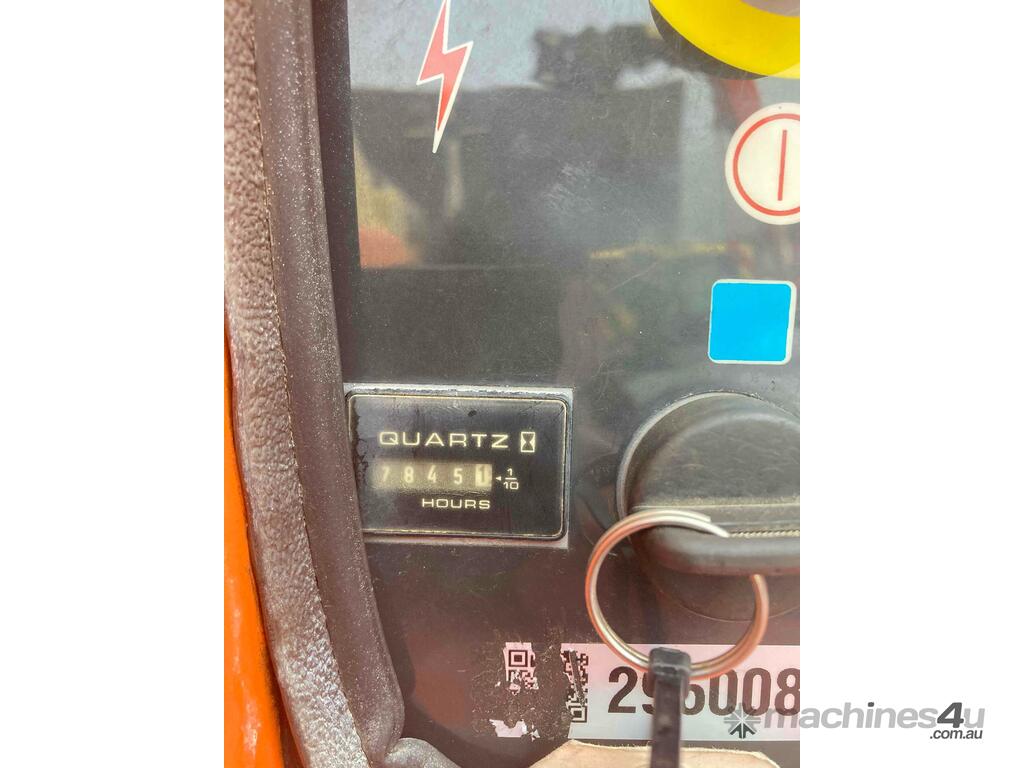 QUARTZ
78451 1/10
HOURS
machines4u
.com.au